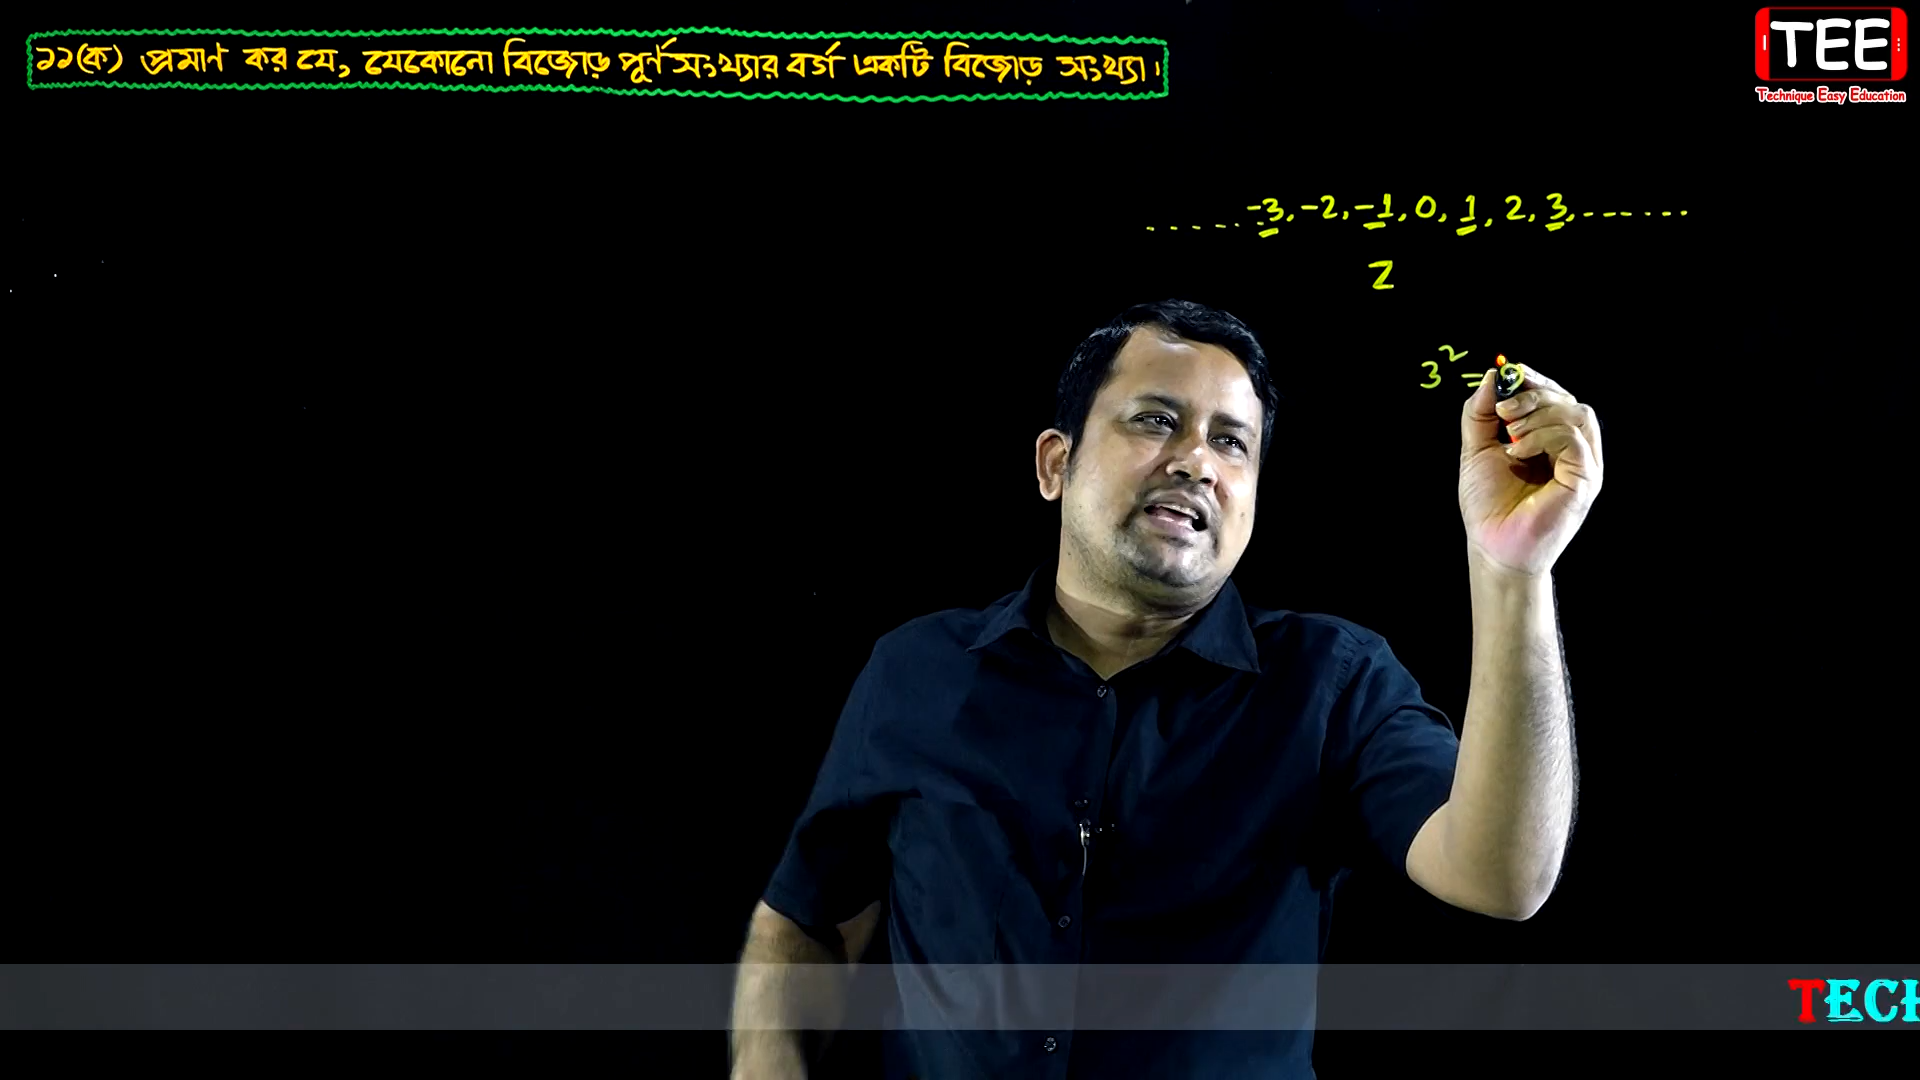 ১১(ক) প্রমাণ কর যে, যেকোনো বিজোড় পূর্ণসংখ্যার বর্গ একটি বিজোড় সংখ্যা।
TEE
Technique Easy Education
......-3, -2, -1, 0, 1, 2, 3,.......
Z
3² = 9
TECH